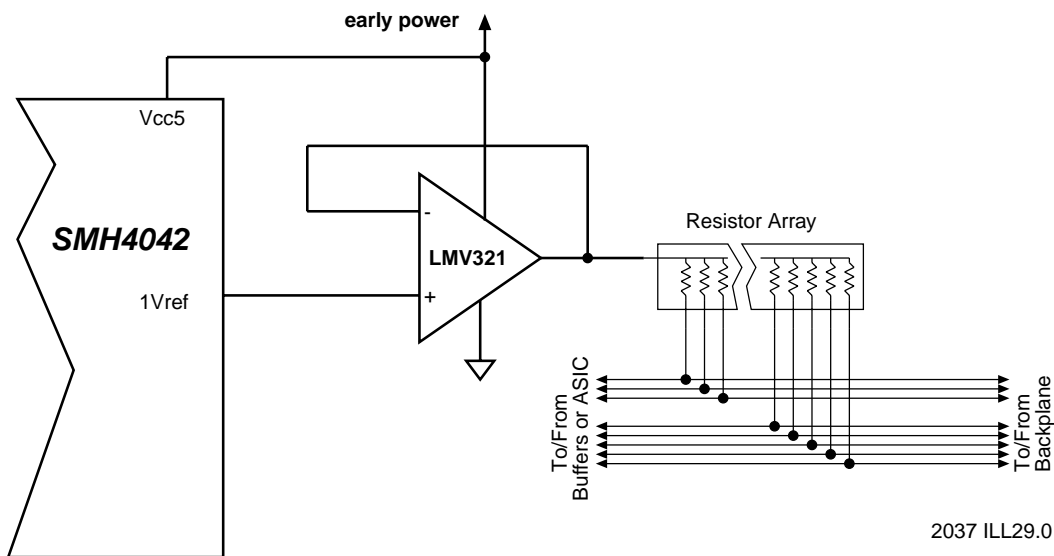 early power
Vcc5
SMH4042
1Vref
-
LMV321
+
Resistor Array
To/From
Buffers or ASIC
To/From
Backplane
2037 ILL29.0